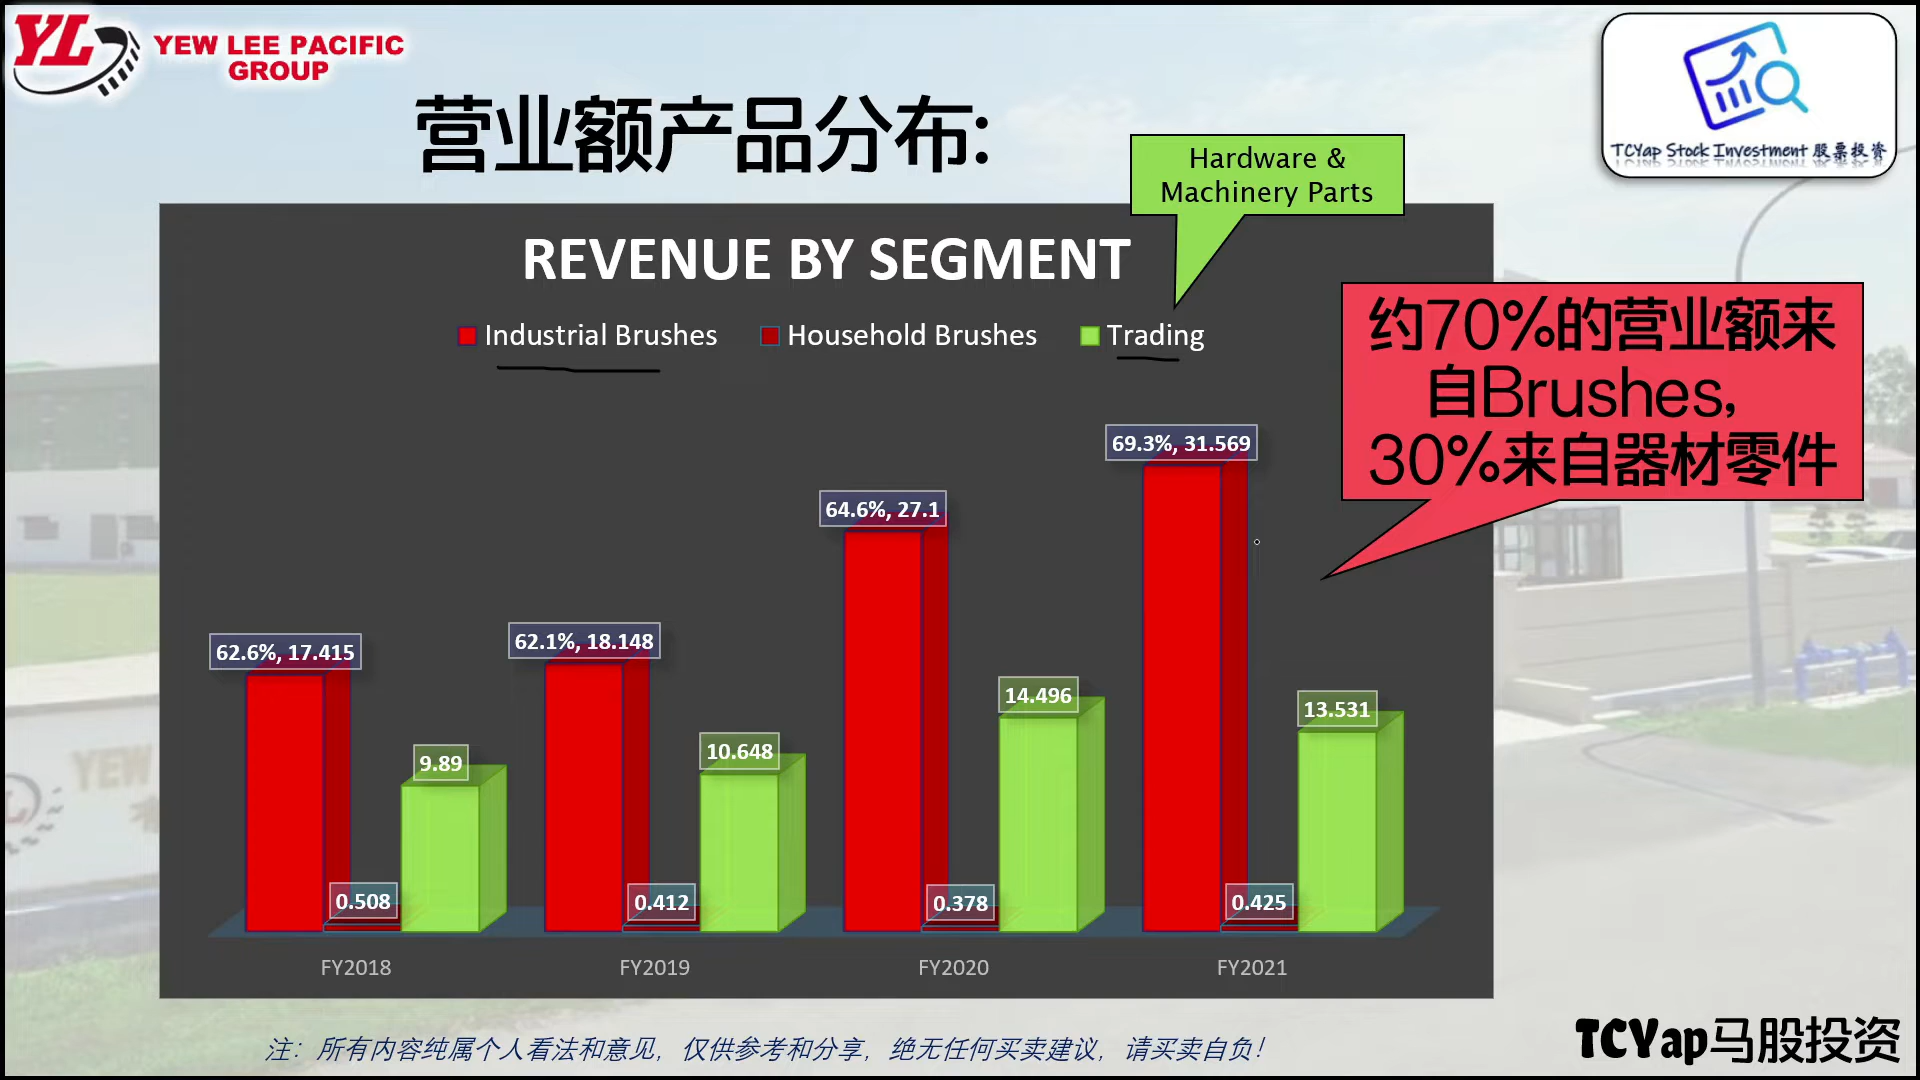 YL
YEW LEE PACIFIC
GROUP
营业额产品分布:
TCYap Stock Investment 股票投资
Hardware &
Machinery Parts
REVENUE BY SEGMENT
Industrial Brushes
Household Brushes
Trading
约70%的营业额来
自Brushes,
30%来自器材零件
69.3%, 31.569
64.6%, 27.1
62.6%, 17.415
62.1%, 18.148
14.496
13.531
9.89
10.648
0.508
0.412
0.378
0.425
FY2018
FY2019
FY2020
FY2021
YEW
注：所有内容纯属个人看法和意见，仅供参考和分享，绝无任何买卖建议，请买卖自负！
TCYap马股投资